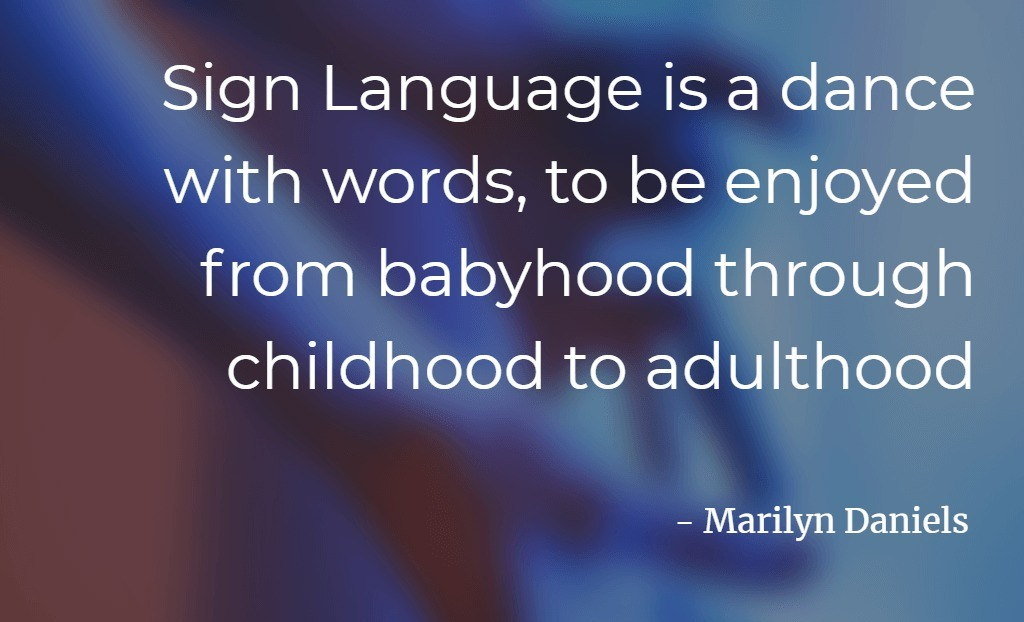 Sign Language is a dance
with words, to be enjoyed
from babyhood through
childhood to adulthood
- Marilyn Daniels